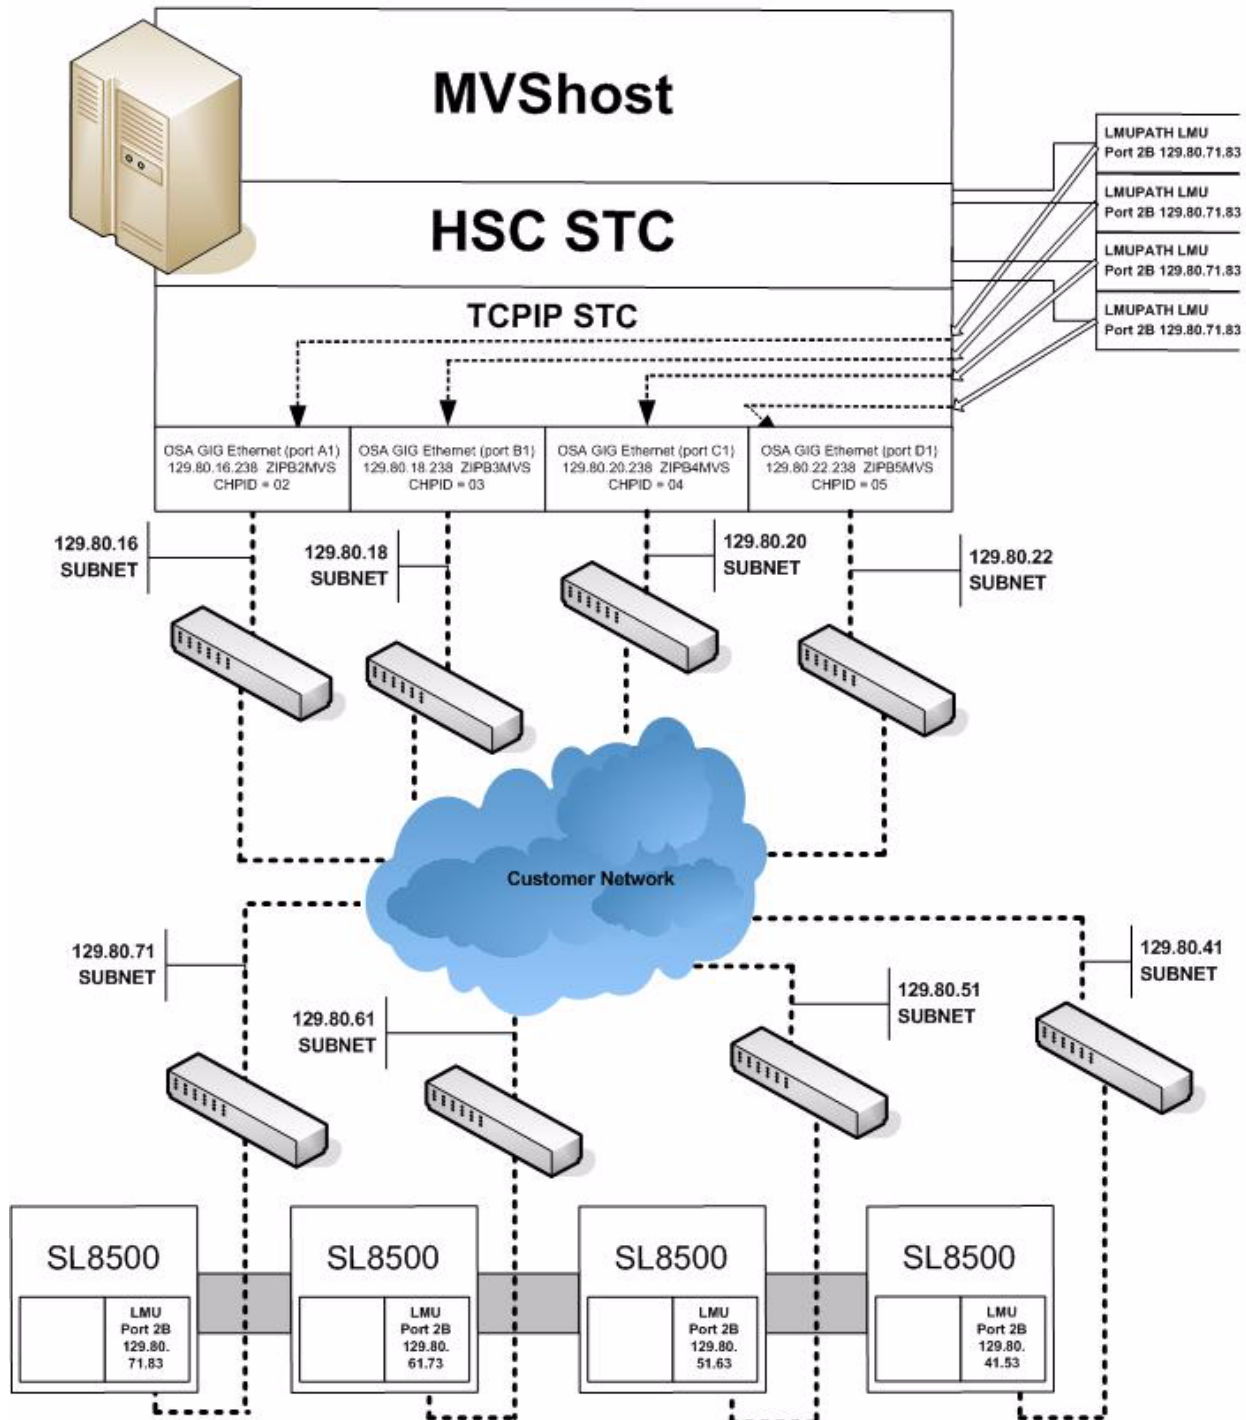 MVShost
LMUPATH LMU
Port 2B 129.80.71.83
LMUPATH LMU
Port 2B 129.80.71.83
HSC STC
LMUPATH LMU
Port 2B 129.80.71.83
LMUPATH LMU
Port 2B 129.80.71.83
TCPIP STC
OSA GIG Ethernet (port A1)
129.80.16.238 ZIPB2MVS
CHPID = 02
OSA GIG Ethernet (port B1)
129.80.18.238 ZIPB3MVS
CHPID = 03
OSA GIG Ethernet (port C1)
129.80.20.238 ZIPB4MVS
CHPID = 04
OSA GIG Ethernet (port D1)
129.80.22.238 ZIPB5MVS
CHPID = 05
129.80.16
SUBNET
129.80.18
SUBNET
129.80.20
SUBNET
129.80.22
SUBNET
Customer Network
129.80.71
SUBNET
129.80.61
SUBNET
129.80.51
SUBNET
129.80.41
SUBNET
SL8500
LMU
Port 2B
129.80.
71.83
SL8500
LMU
Port 2B
129.80.
61.73
SL8500
LMU
Port 2B
129.80.
51.63
SL8500
LMU
Port 2B
129.80.
41.53